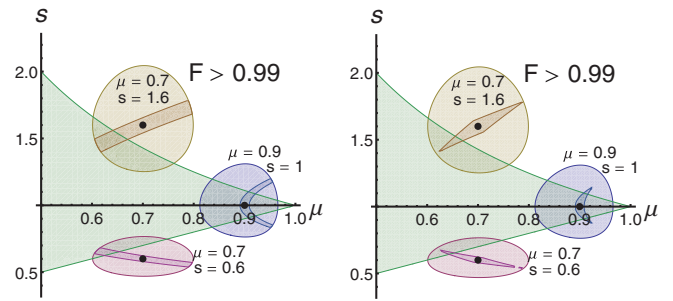 s
2.0
1.5
0.5
0.6
0.7
0.8
0.9
1.0
μ
μ = 0.7
s = 1.6
F > 0.99
μ = 0.9
s = 1
μ = 0.7
s = 0.6
s
2.0
1.5
0.5
0.6
0.7
0.8
0.9
1.0
μ
μ = 0.7
s = 1.6
F > 0.99
μ = 0.9
s = 1
μ = 0.7
s = 0.6